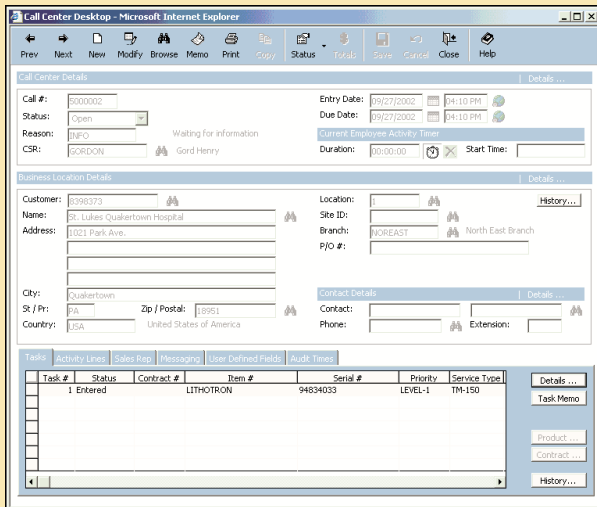 Call Center Desktop - Microsoft Internet Explorer
Prev Next New Modify Browse Memo Print Copy Status Totals Save Cancel Close Help
Call Center Details | Details ...
Call #: 5000002 Entry Date: 09/27/2002 04:10 PM
Status: Open Due Date: 09/27/2002 04:10 PM
Reason: INFO Waiting for information Current Employee Activity Timer
CSR: GORDON Gord Henry Duration: 00:00:00 Start Time:
Business Location Details | Details ...
Customer: 8398373 Location: 1 History...
Name: St. Lukes Quakertown Hospital Site ID:
Address: 1021 Park Ave. Branch: NOREAST North East Branch
P/O #:
City: Quakertown Contact Details | Details ...
St / Pr: PA Zip / Postal: 18951 Contact:
Country: USA United States of America Phone: Extension:
Tasks Activity Lines Sales Rep Messaging User Defined Fields Audit Times
Task # Status Contract # Item # Serial # Priority Service Type Details ...
1 Entered LITHOTRON 94834033 LEVEL-1 TM-150 Task Memo
Product ...
Contract ...
History...